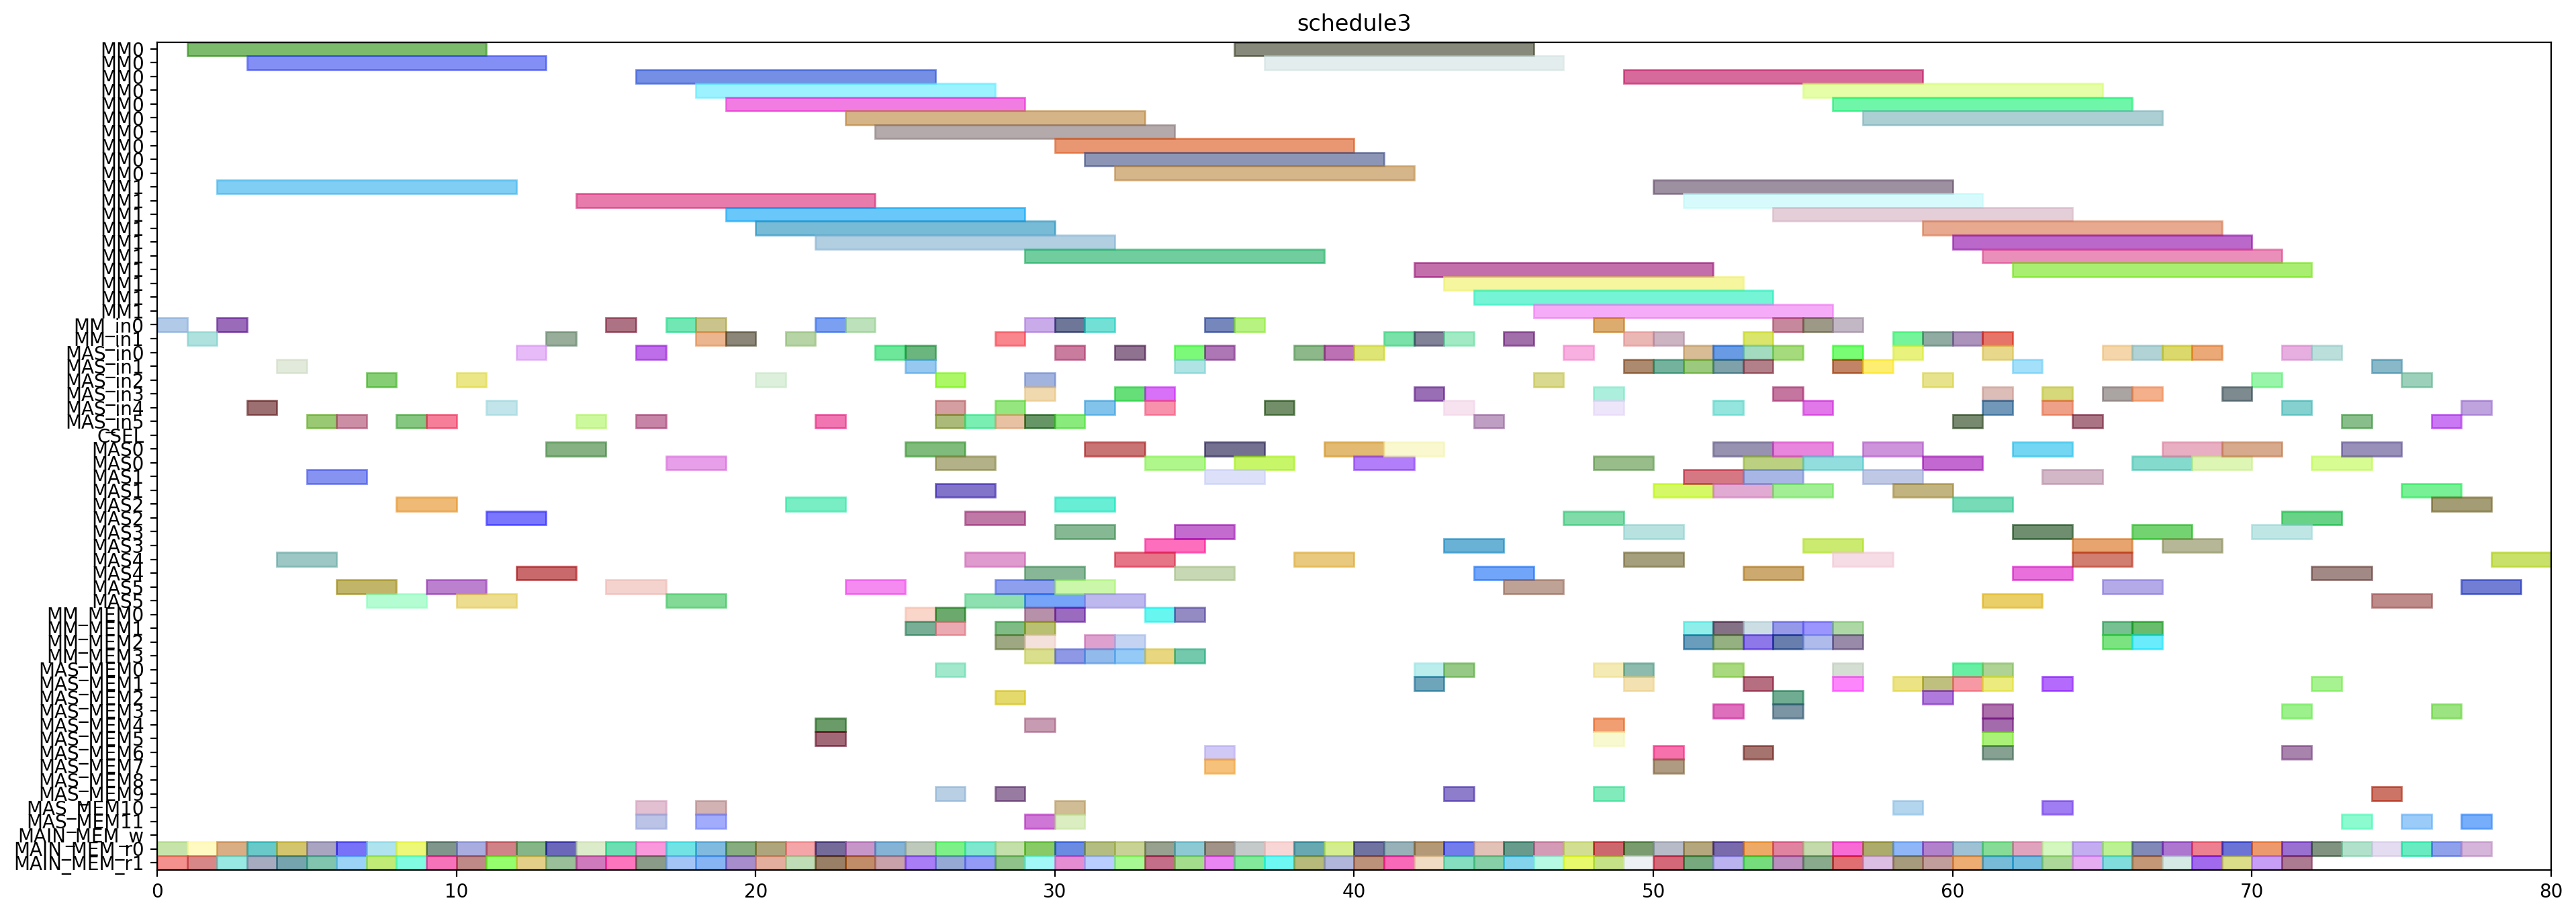 schedule3
MM0
MM0
MM0
MM0
MM0
MM0
MM0
MM0
MM0
MM0
MM1
MM1
MM1
MM1
MM1
MM1
MM1
MM1
MM1
MM1
MM_in0
MM_in1
MAS_in0
MAS_in1
MAS_in2
MAS_in3
MAS_in4
MAS_in5
CSEL
MAS0
MAS0
MAS1
MAS1
MAS2
MAS2
MAS3
MAS3
MAS4
MAS4
MAS5
MAS5
MM_MEM0
MM_MEM1
MM_MEM2
MM_MEM3
MAS_MEM0
MAS_MEM1
MAS_MEM2
MAS_MEM3
MAS_MEM4
MAS_MEM5
MAS_MEM6
MAS_MEM7
MAS_MEM8
MAS_MEM9
MAS_MEM10
MAS_MEM11
MAIN_MEM_w
MAIN_MEM_r0
MAIN_MEM_r1
0 10 20 30 40 50 60 70 80